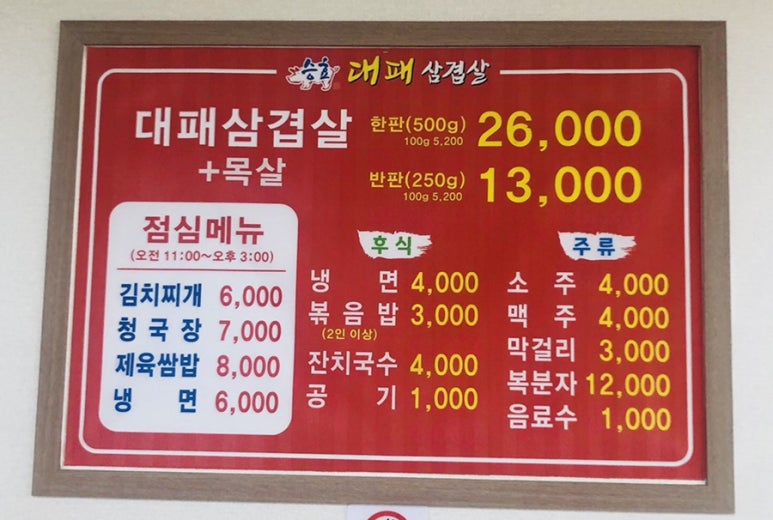 승호 대패 삼겹살
대패삼겹살 한판(500g) 26,000
100g 5,200
+목살 반판(250g) 13,000
100g 5,200
점심메뉴
(오전 11:00~오후 3:00)
김치찌개 6,000
청국장 7,000
제육쌈밥 8,000
냉 면 6,000
후식
냉 면 4,000
볶음밥 3,000
(2인 이상)
잔치국수 4,000
공 기 1,000
주류
소 주 4,000
맥 주 4,000
막걸리 3,000
복분자 12,000
음료수 1,000